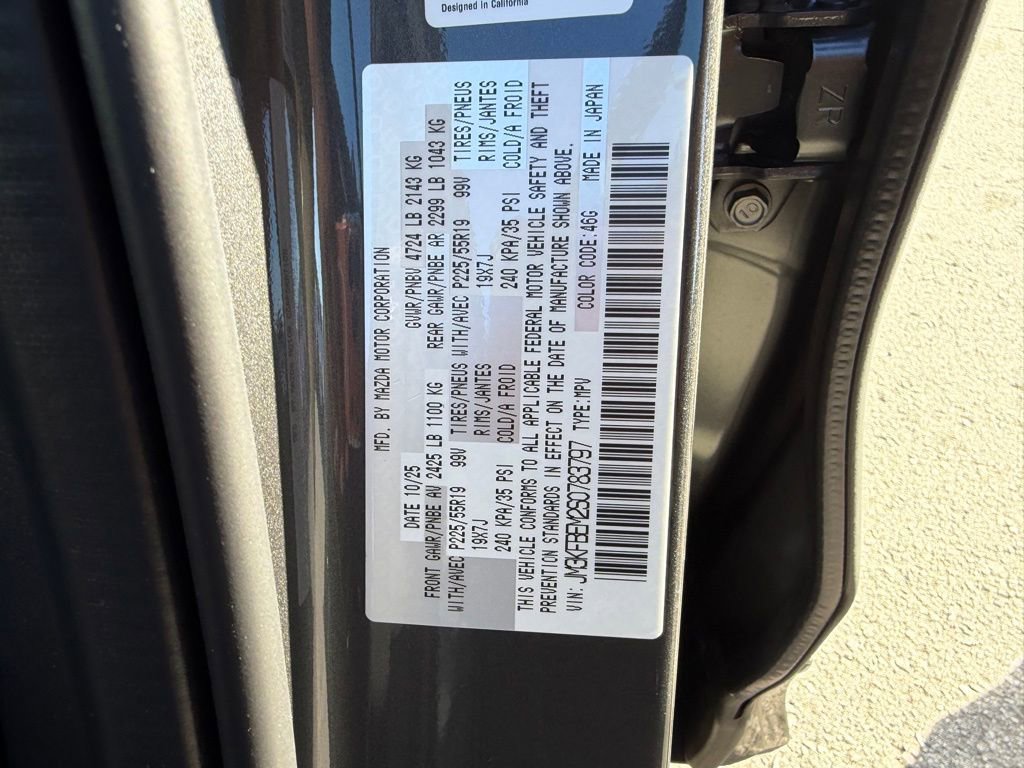 Designed in California
MFD. BY MAZDA MOTOR CORPORATION
DATE 10/25 GVWR/PNBV 4724 LB 2143 KG
FRONT GAWR/PNBE AV 2425 LB 1100 KG REAR GAWR/PNBE AR 2299 LB 1043 KG
WITH/AVEC P225/55R19 99V TIRES/PNEUS WITH/AVEC P225/55R19 99V TIRES/PNEUS
19X7J RIMS/JANTES 19X7J RIMS/JANTES
240 KPA/35 PSI COLD/A FROID 240 KPA/35 PSI COLD/A FROID
THIS VEHICLE CONFORMS TO ALL APPLICABLE FEDERAL MOTOR VEHICLE SAFETY AND THEFT
PREVENTION STANDARDS IN EFFECT ON THE DATE OF MANUFACTURE SHOWN ABOVE.
VIN: JM3KFBEM2S0783797 TYPE:MPV COLOR CODE:46G MADE IN JAPAN
ZR